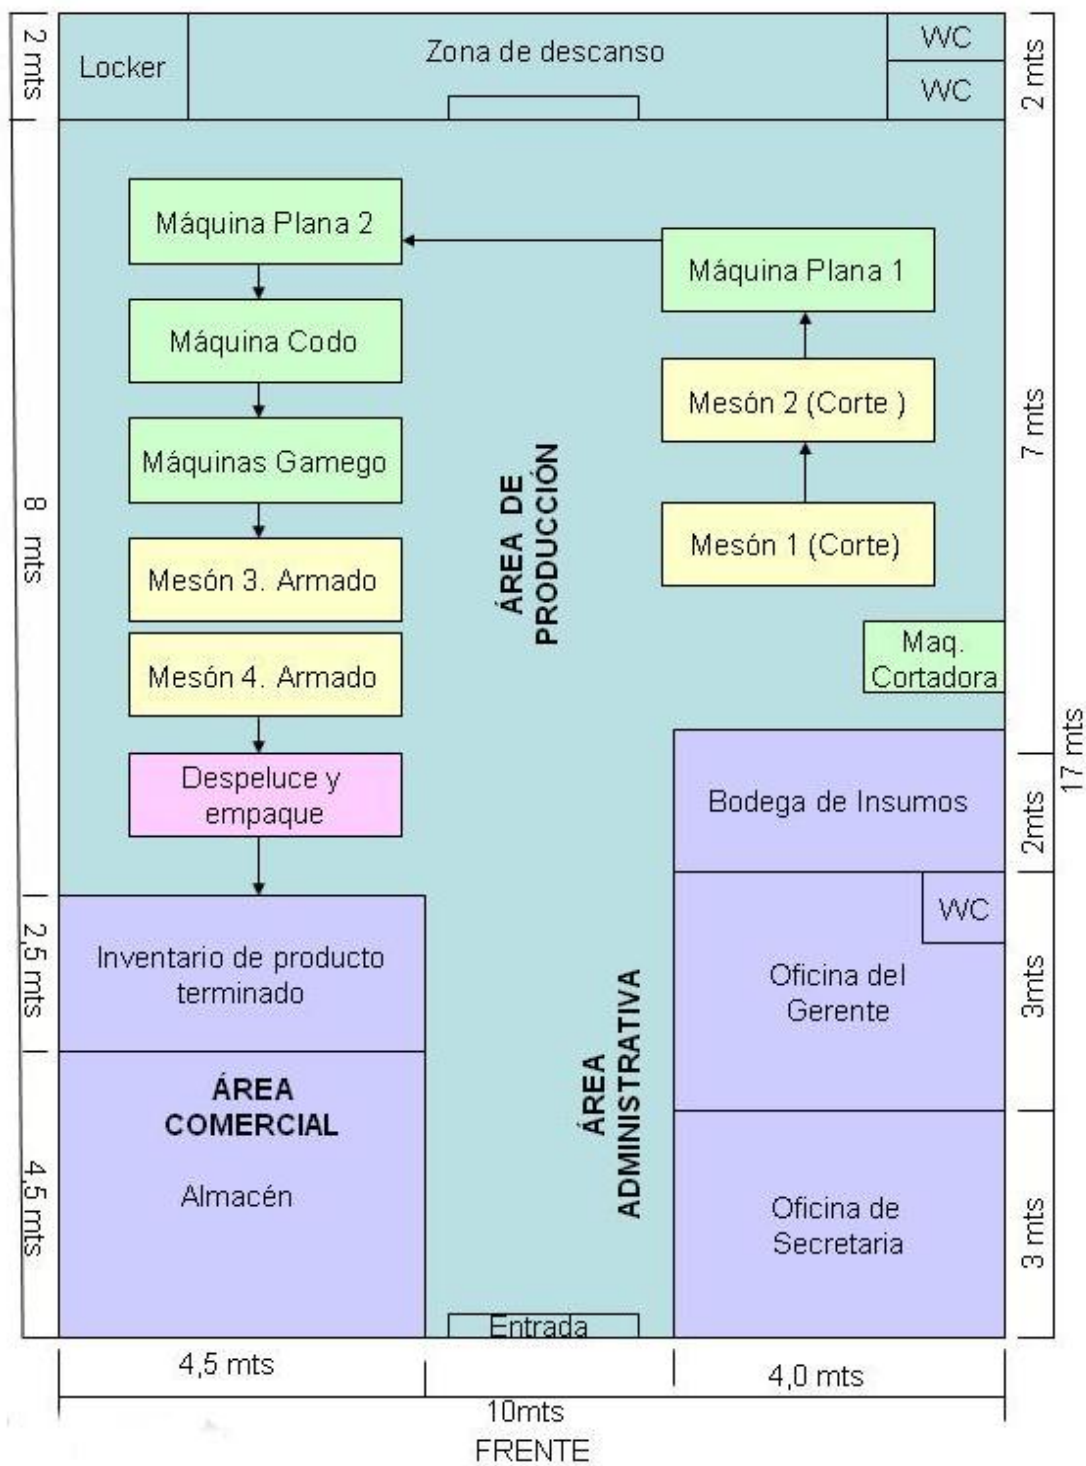 2 mts
Locker
Zona de descanso
WC
WC
2 mts
Máquina Plana 2
Máquina Codo
Máquinas Gamego
Mesón 3. Armado
Mesón 4. Armado
Despeluce y
empaque
8 mts
ÁREA DE
PRODUCCIÓN
Máquina Plana 1
Mesón 2 (Corte )
Mesón 1 (Corte)
Maq.
Cortadora
7 mts
17 mts
Bodega de Insumos
2mts
Inventario de producto
terminado
2,5 mts
ÁREA
COMERCIAL
Almacén
4,5 mts
ÁREA
ADMINISTRATIVA
WC
Oficina del
Gerente
3mts
Oficina de
Secretaria
3 mts
Entrada
4,5 mts
4,0 mts
10mts
FRENTE